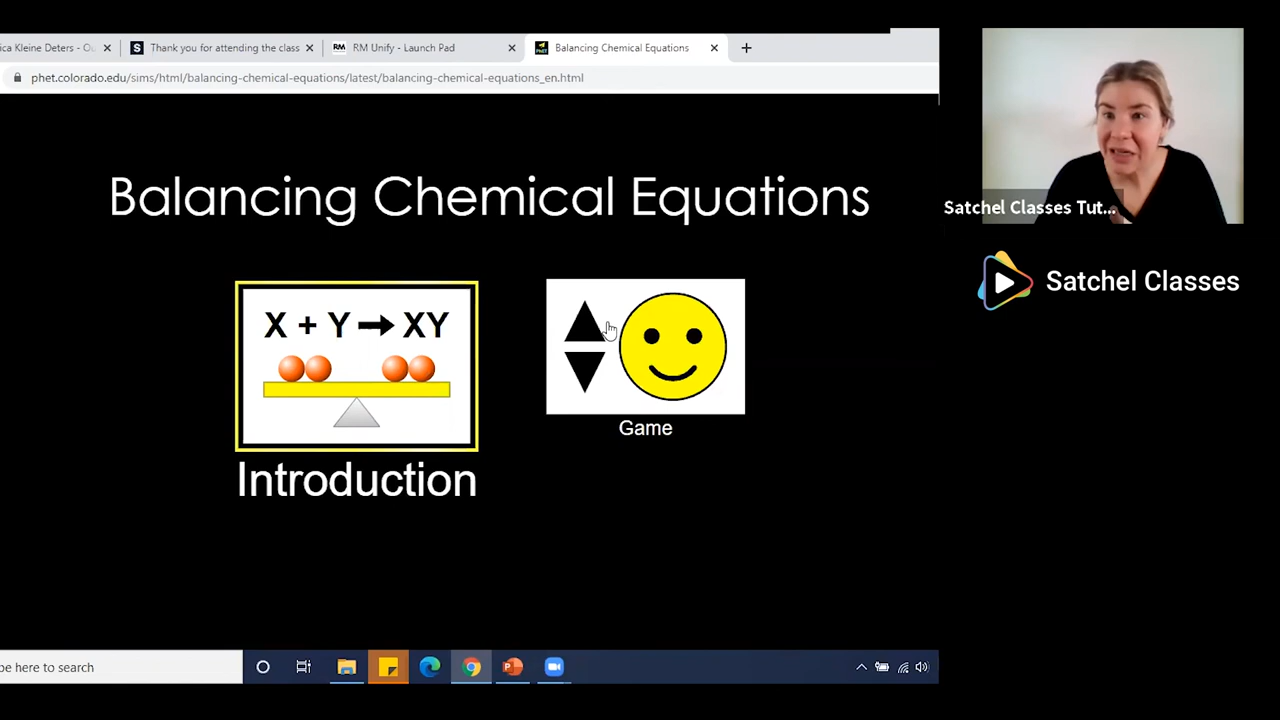 ica Kleine Deters - Ou
S
Thank you for attending the class
RM
RM Unify - Launch Pad
Balancing Chemical Equations
phet.colorado.edu/sims/html/balancing-chemical-equations/latest/balancing-chemical-equations_en.html
Balancing Chemical Equations
X + Y → XY
Introduction
Game
Satchel Classes Tut...
Satchel Classes
pe here to search